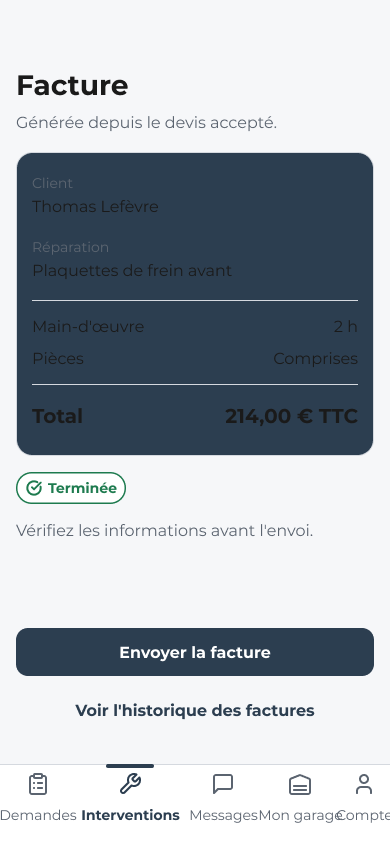 Facture
Générée depuis le devis accepté.
Client
Thomas Lefèvre
Réparation
Plaquettes de frein avant
Main-d'œuvre 2 h
Pièces Comprises
Total 214,00 € TTC
Terminée
Vérifiez les informations avant l'envoi.
Envoyer la facture
Voir l'historique des factures
Demandes Interventions Messages Mon garage Compte